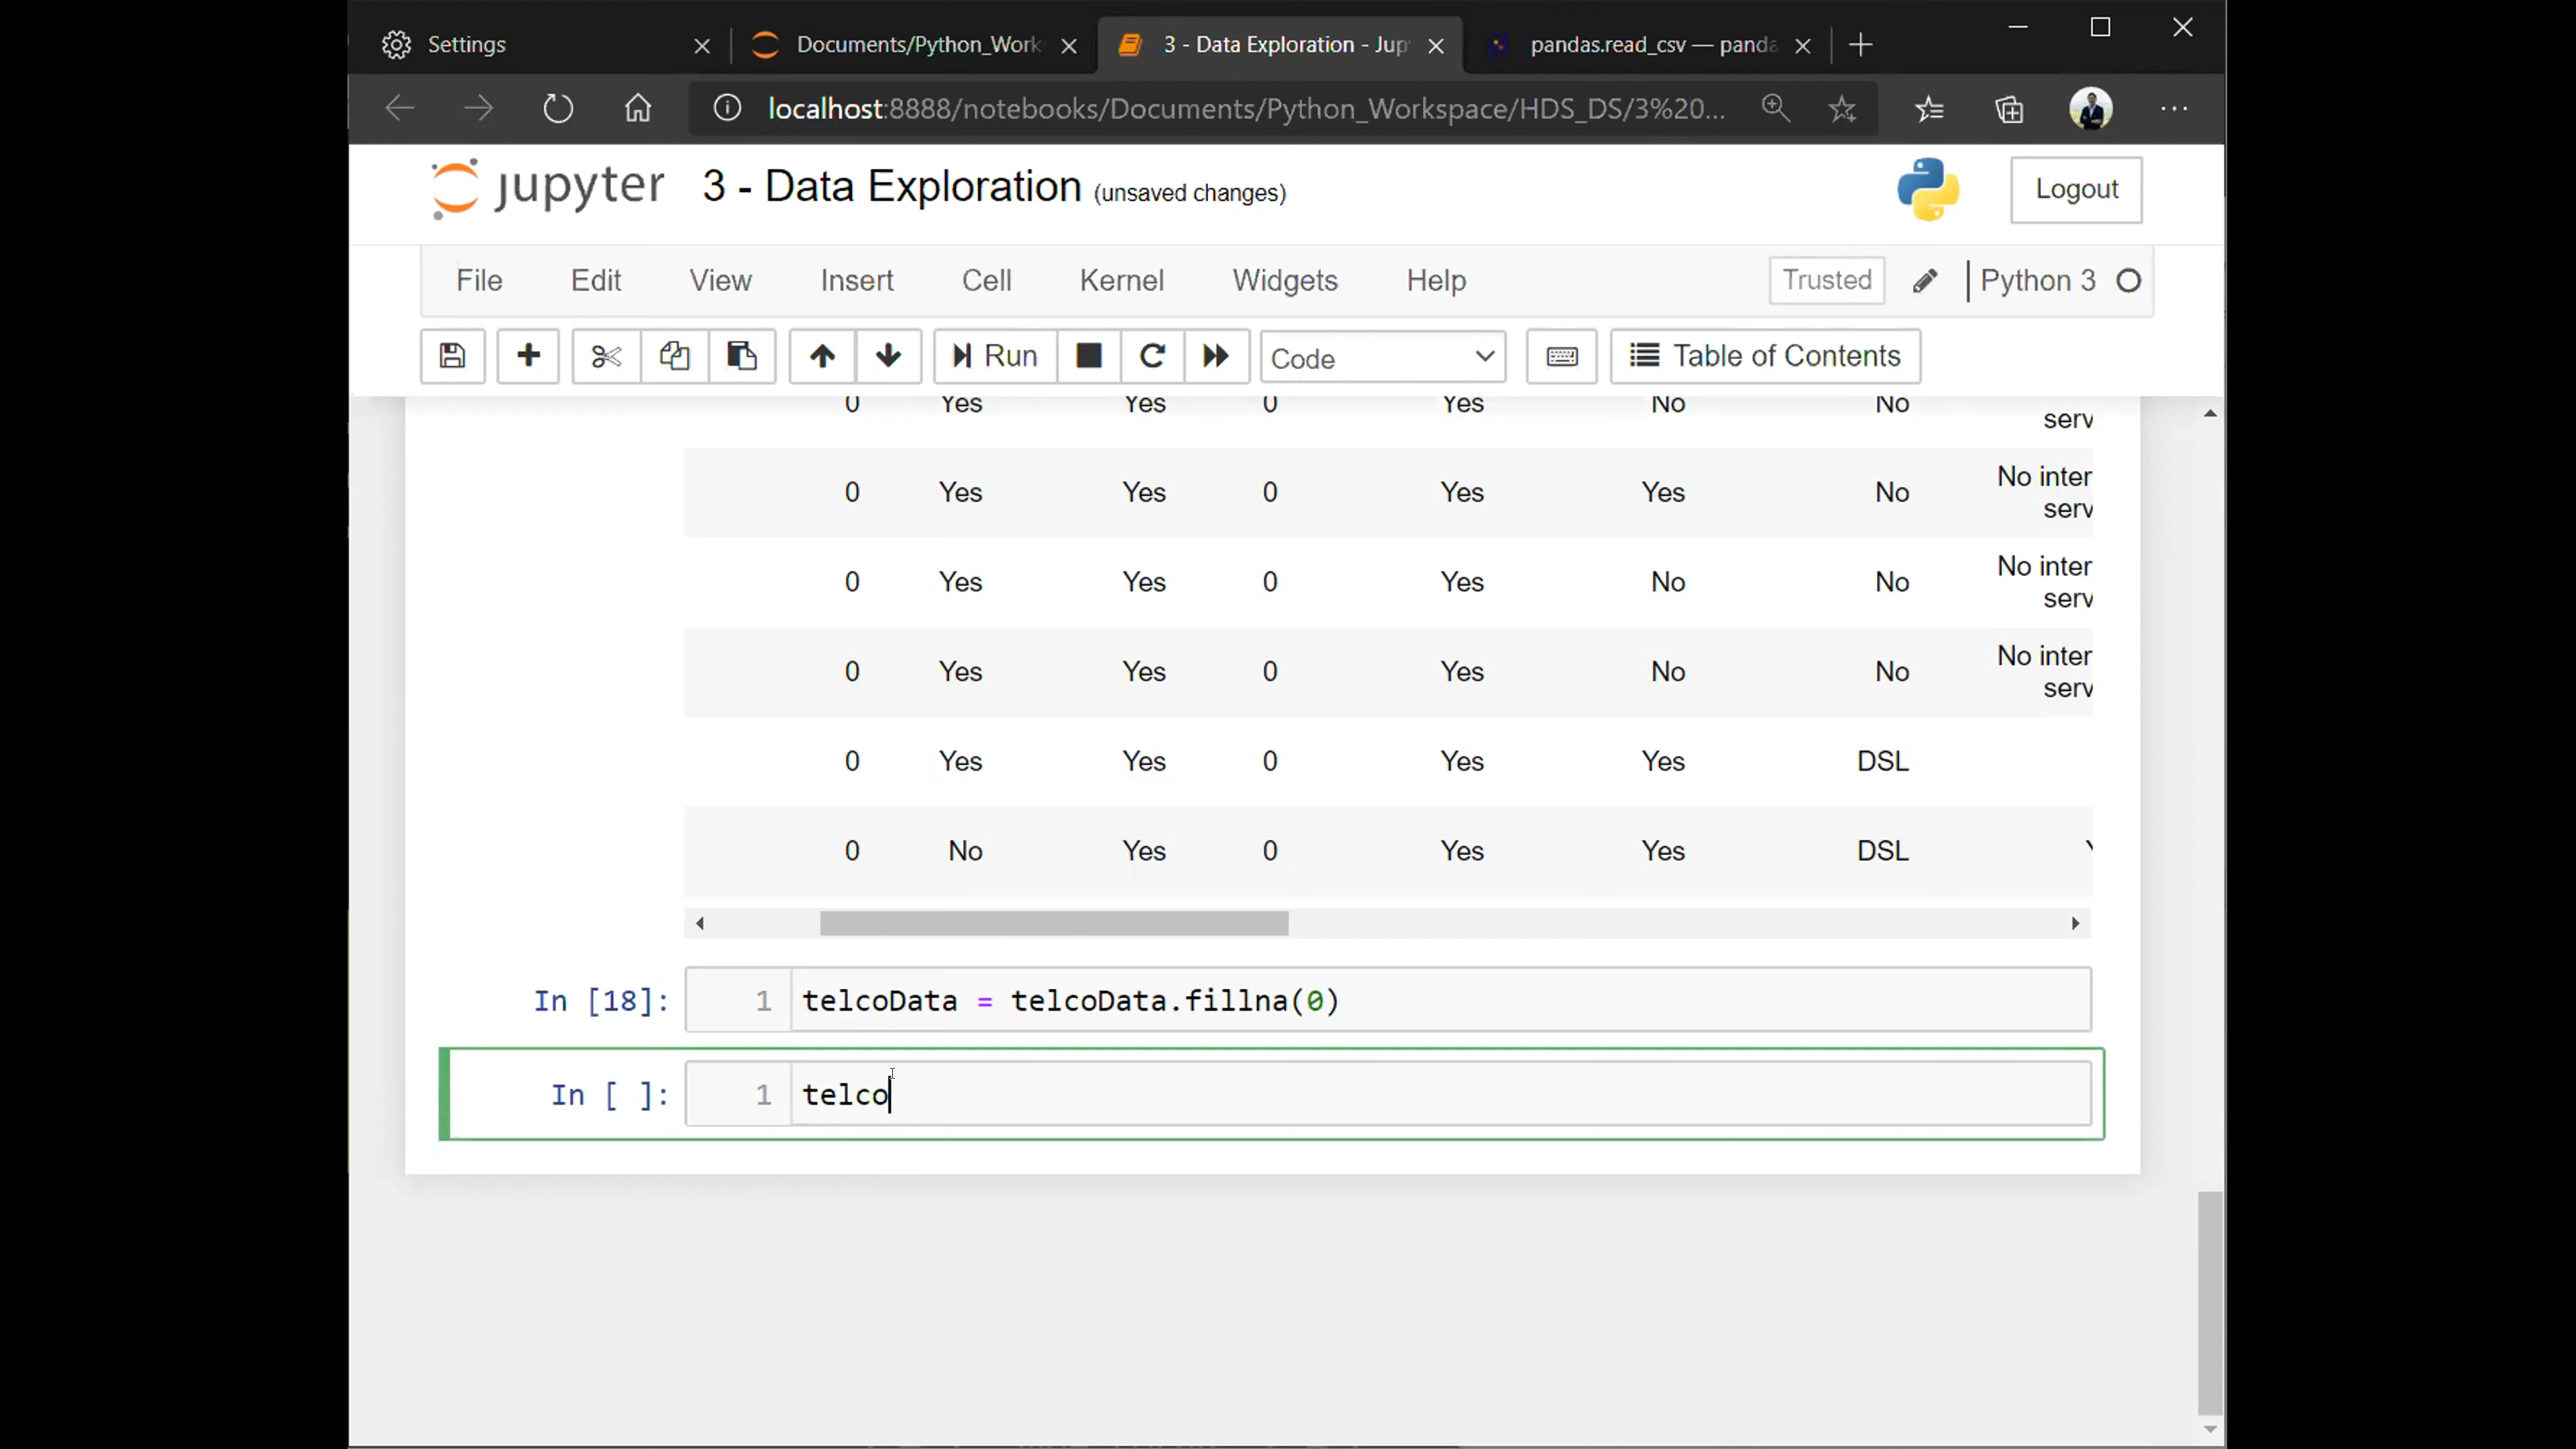 Settings
Documents/Python_Work
3 - Data Exploration - Jup
pandas.read_csv — panda
localhost:8888/notebooks/Documents/Python_Workspace/HDS_DS/3%20...
jupyter 3 - Data Exploration (unsaved changes)
Logout
File Edit View Insert Cell Kernel Widgets Help Trusted Python 3
Run Code Table of Contents
0 Yes Yes 0 Yes No No
serv
0 Yes Yes 0 Yes Yes No No inter
serv
0 Yes Yes 0 Yes No No No inter
serv
0 Yes Yes 0 Yes No No No inter
serv
0 Yes Yes 0 Yes Yes DSL
0 No Yes 0 Yes Yes DSL
In [18]: 1 telcoData = telcoData.fillna(0)
In [ ]: 1 telco